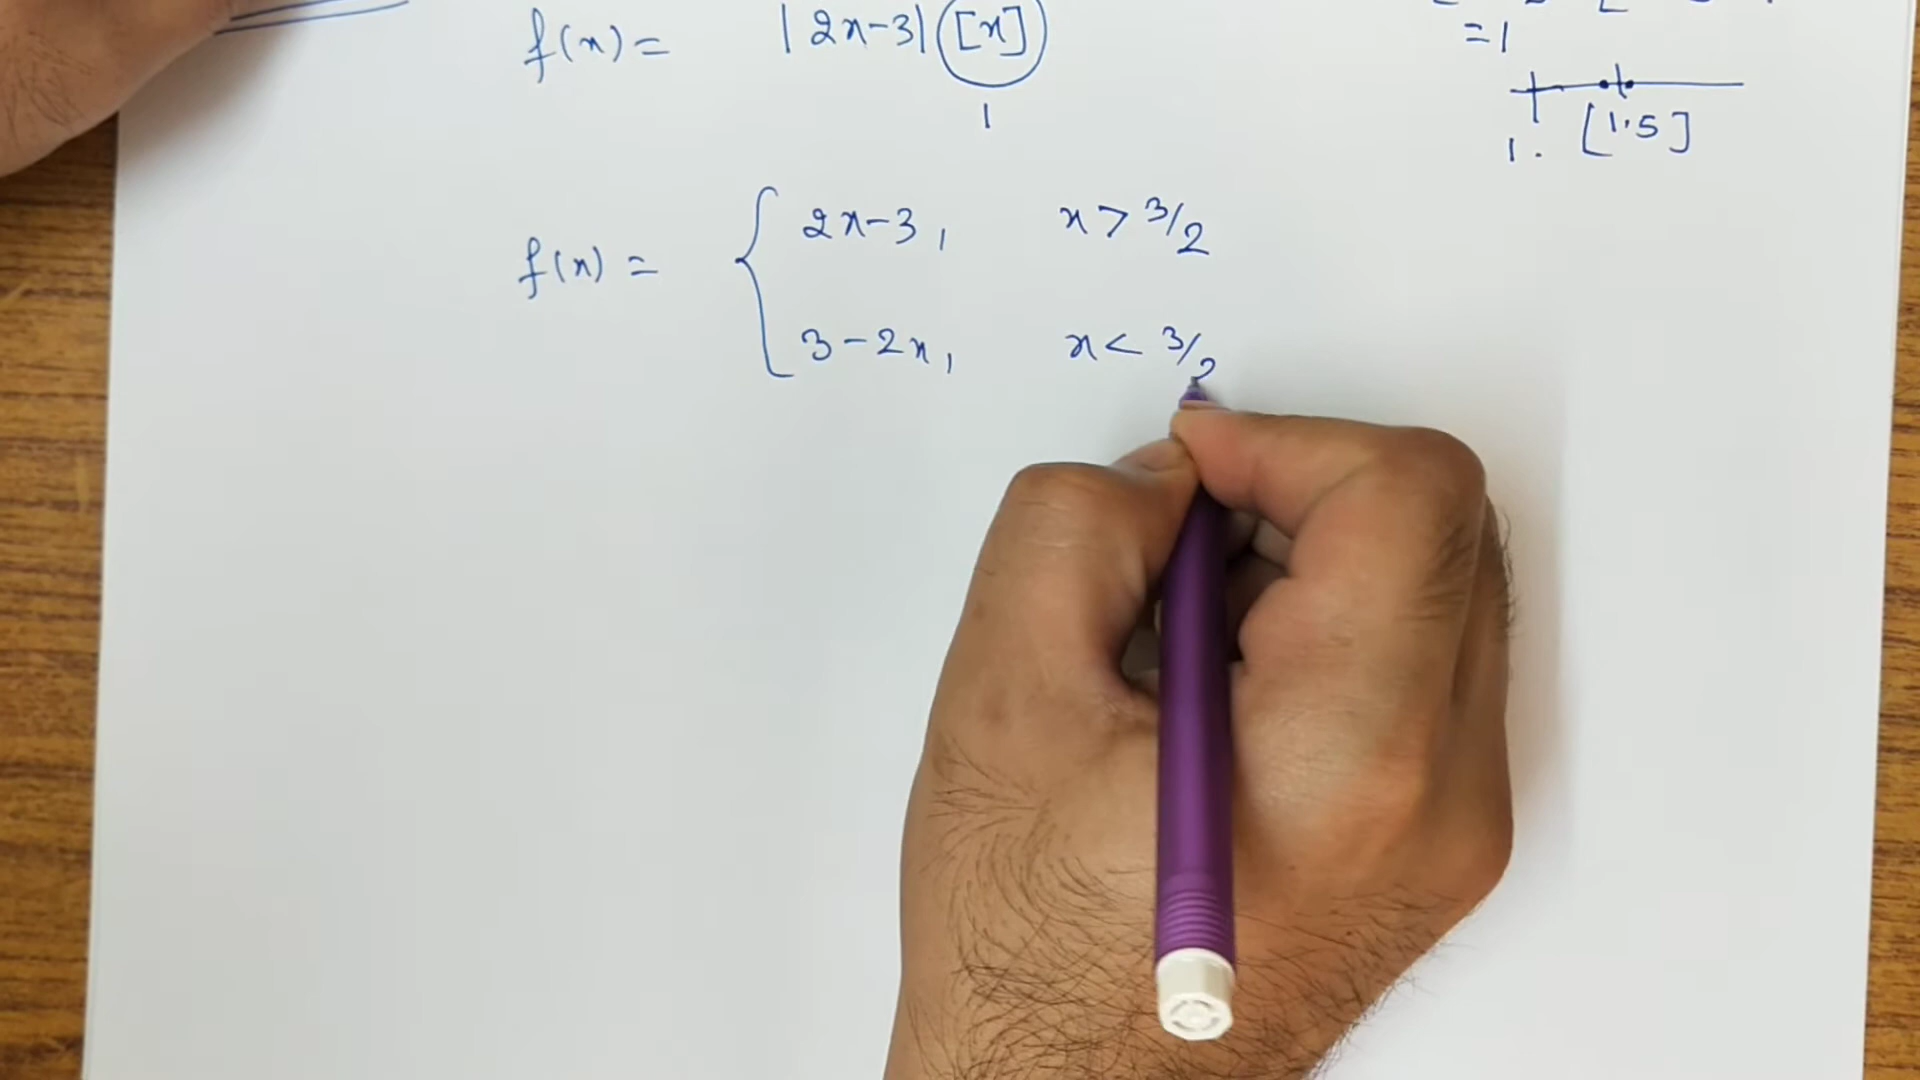 f(x) = |2x-3| [x]
1
= 1
1. [1.5]
f(x) = { 2x-3, x > 3/2
3-2x, x < 3/2